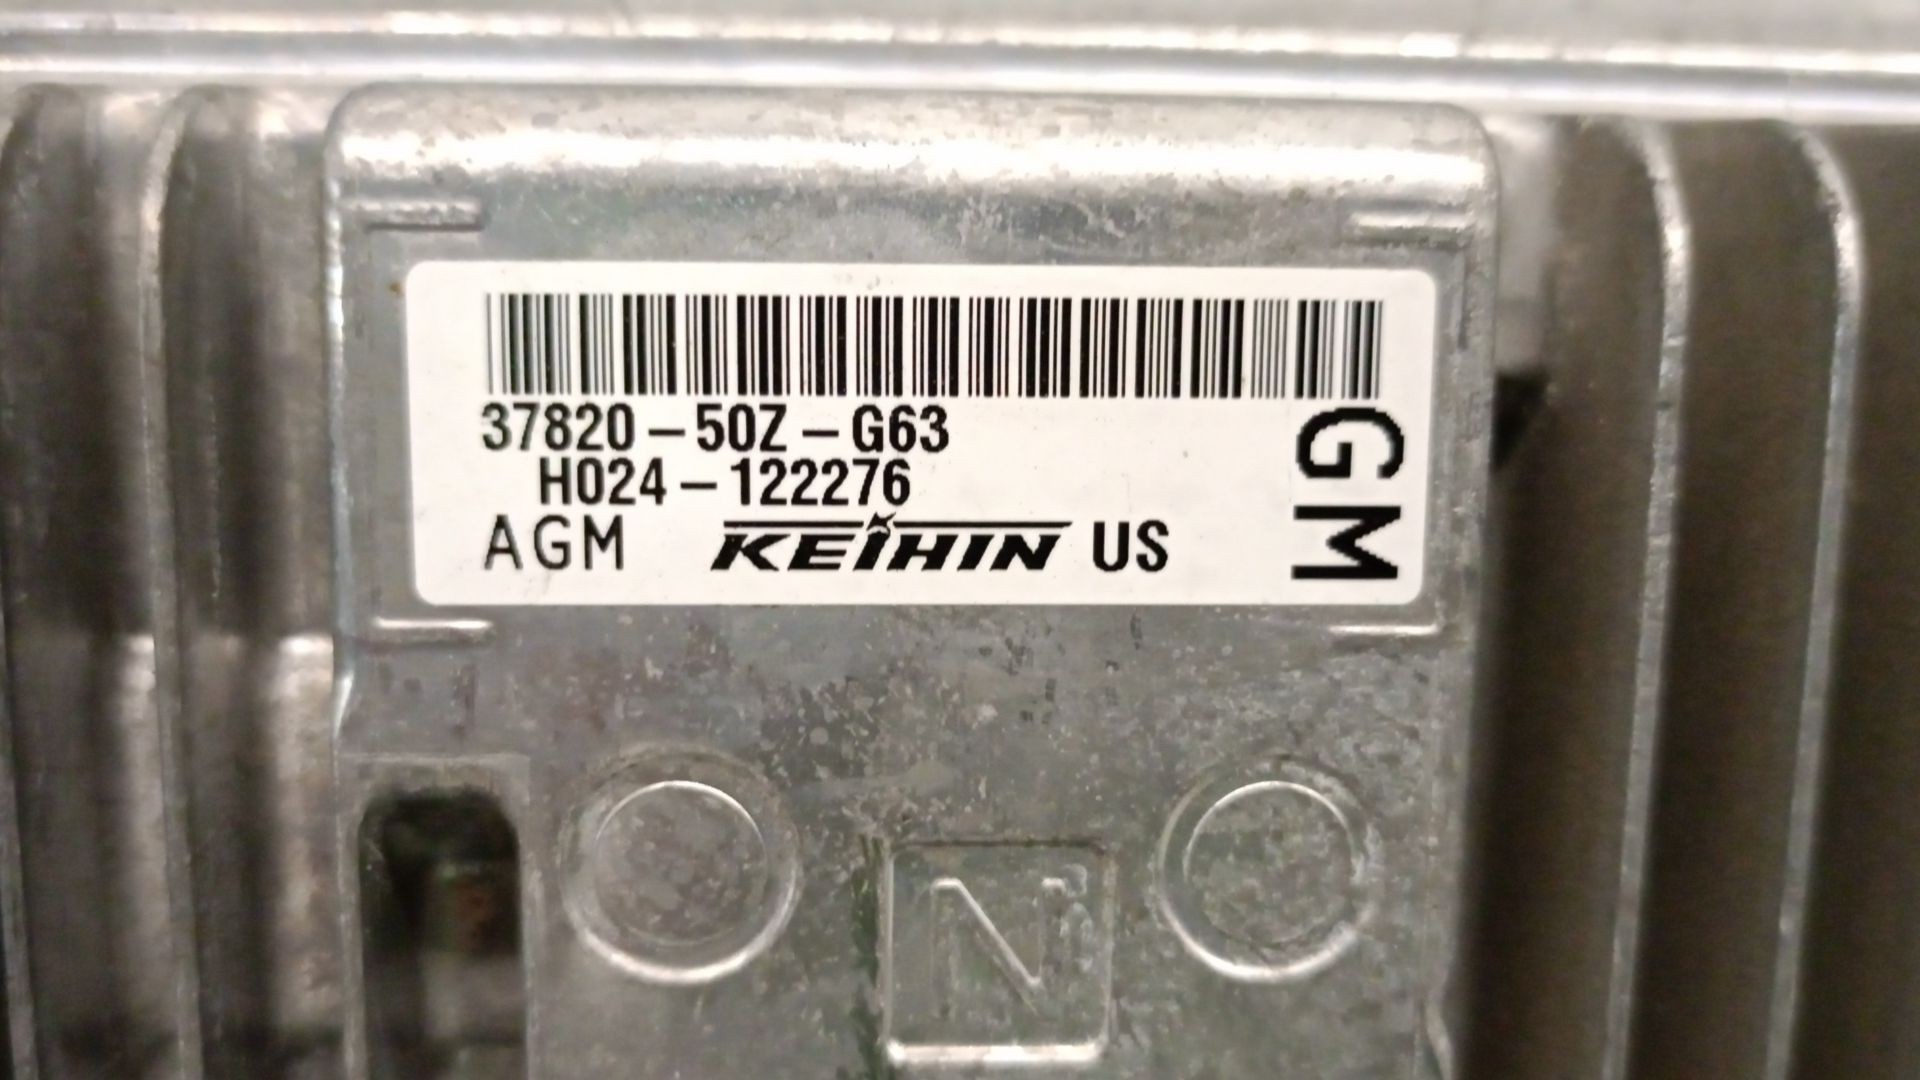 37820-50Z-G63
H024-122276
AGM KEIHIN US
GM
N